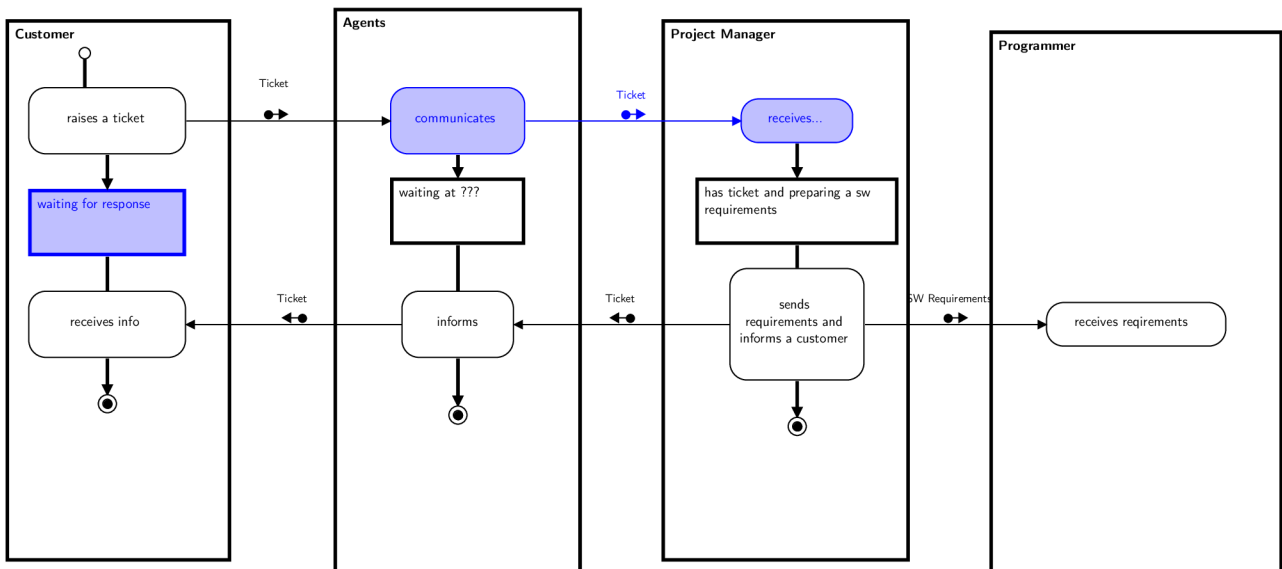 Customer
Agents
Project Manager
Programmer
Ticket
Ticket
raises a ticket
communicates
receives...
waiting for response
waiting at ???
has ticket and preparing a sw
requirements
Ticket
Ticket
SW Requirements
receives info
informs
sends
requirements and
informs a customer
receives reqirements